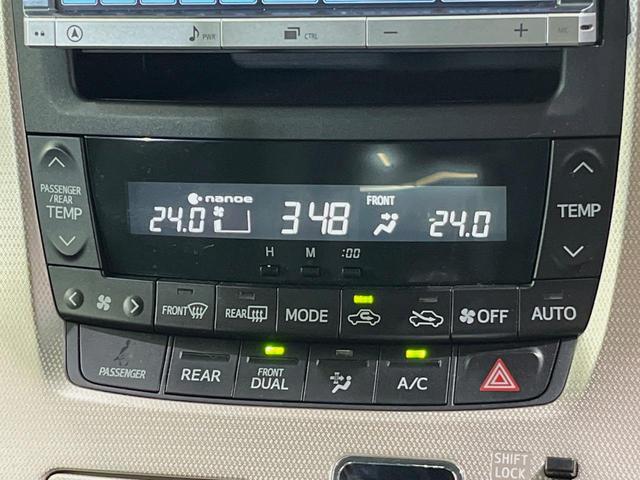 PWR CTRL − + MIC
PASSENGER
/REAR
TEMP
nanoe
24.0 3 48 FRONT 24.0
TEMP
H M :00
FRONT REAR MODE OFF AUTO
PASSENGER REAR FRONT
DUAL A/C
SHIFT
LOCK